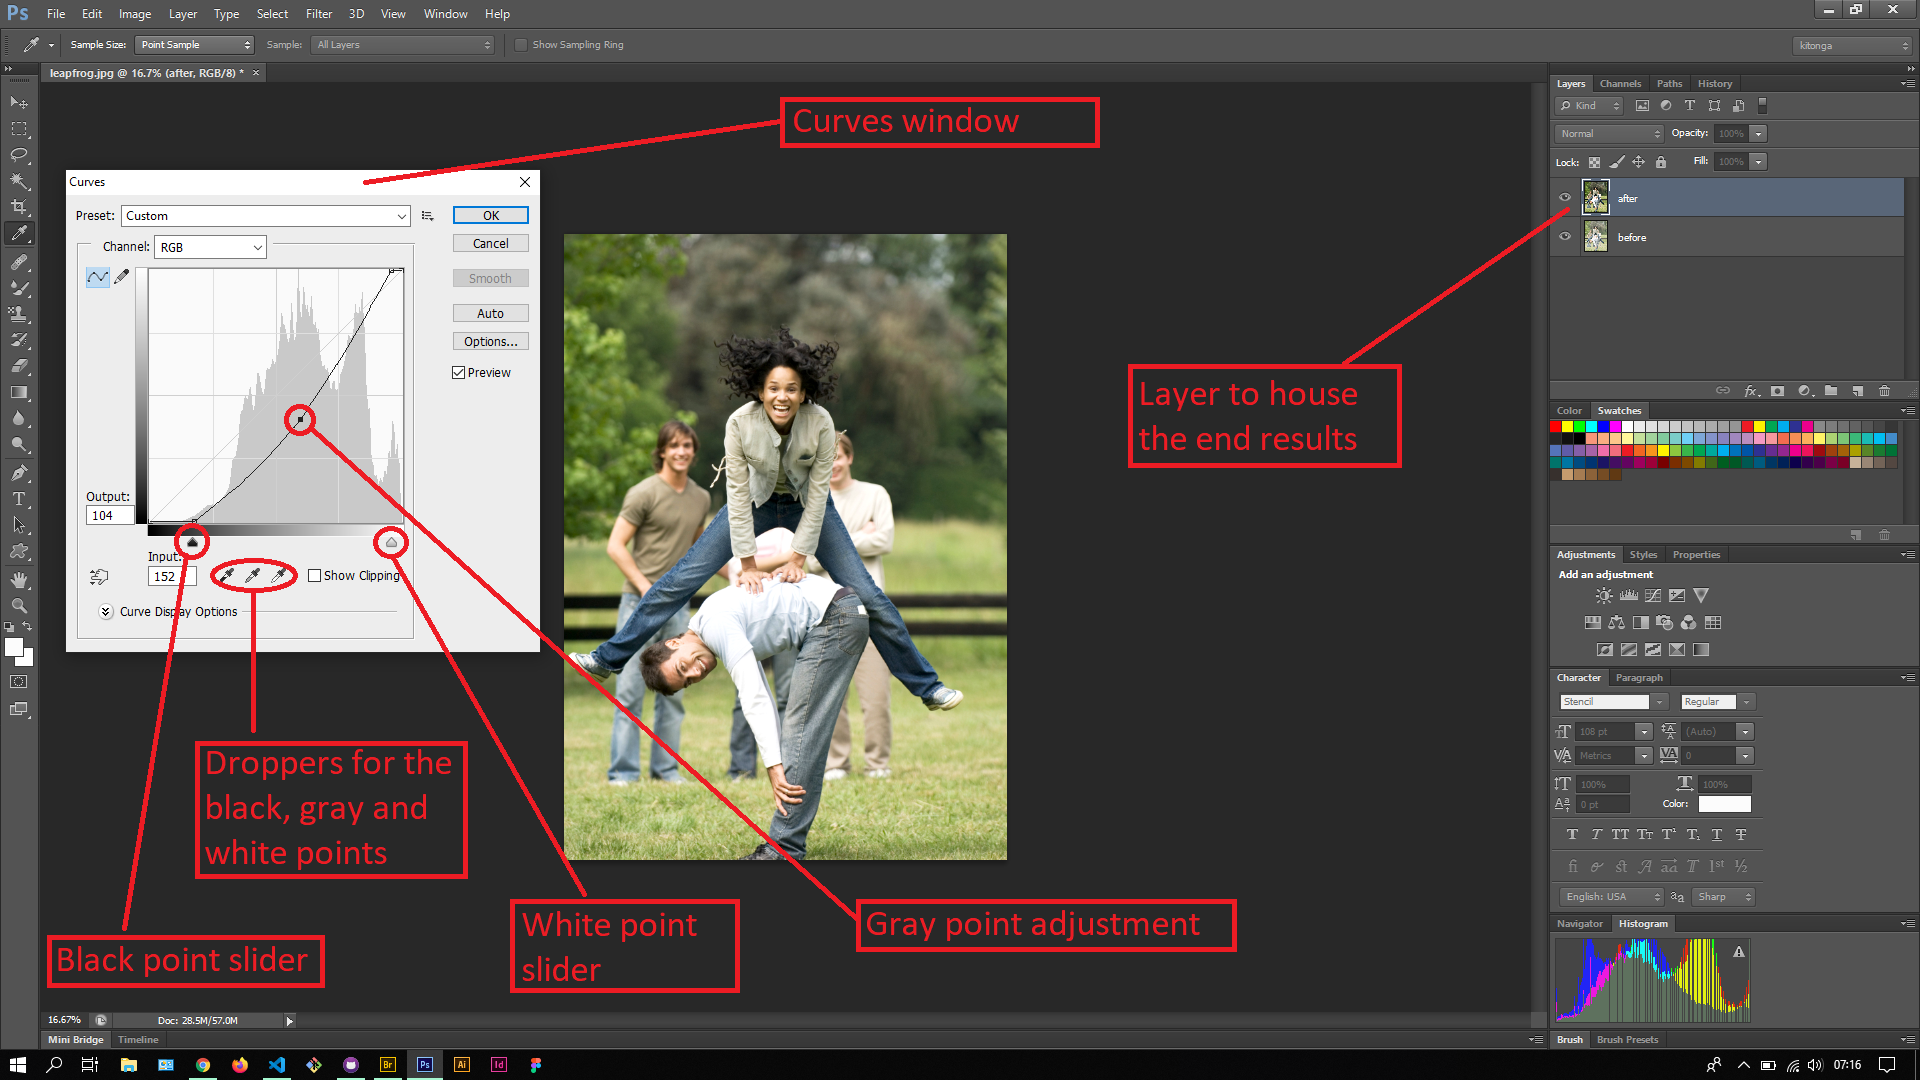 Ps File Edit Image Layer Type Select Filter 3D View Window Help
Sample Size: Point Sample Sample: All Layers Show Sampling Ring kitonga
leapfrog.jpg @ 16.7% (after, RGB/8) * ×
Curves window
Curves
Preset: Custom OK
Channel: RGB Cancel
Smooth
Auto
Options...
Preview
Output:
104
Input:
152 Show Clipping
Curve Display Options
Layer to house
the end results
Droppers for the
black, gray and
white points
White point
slider
Gray point adjustment
Black point slider
Layers Channels Paths History
Kind
Normal Opacity: 100%
Lock: Fill: 100%
after
before
fx
Color Swatches
Adjustments Styles Properties
Add an adjustment
Character Paragraph
Stencil Regular
108 pt (Auto)
Metrics 0
100% 100%
0 pt Color:
English: USA Sharp
Navigator Histogram
16.67% Doc: 28.5M/57.0M
Mini Bridge Timeline
Brush Brush Presets
Br Ps Ai Id 07:16